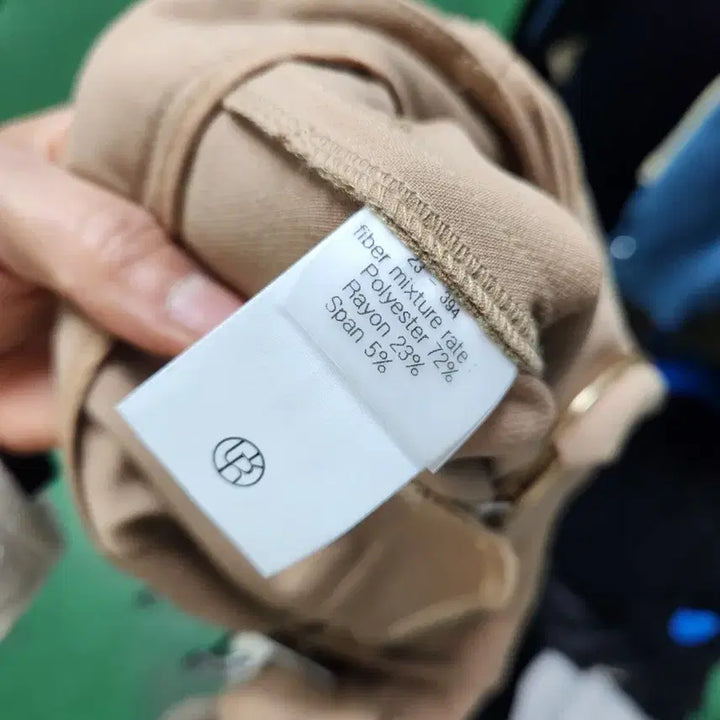 fiber mixture rate
Polyester 72%
Rayon 23%
Span 5%